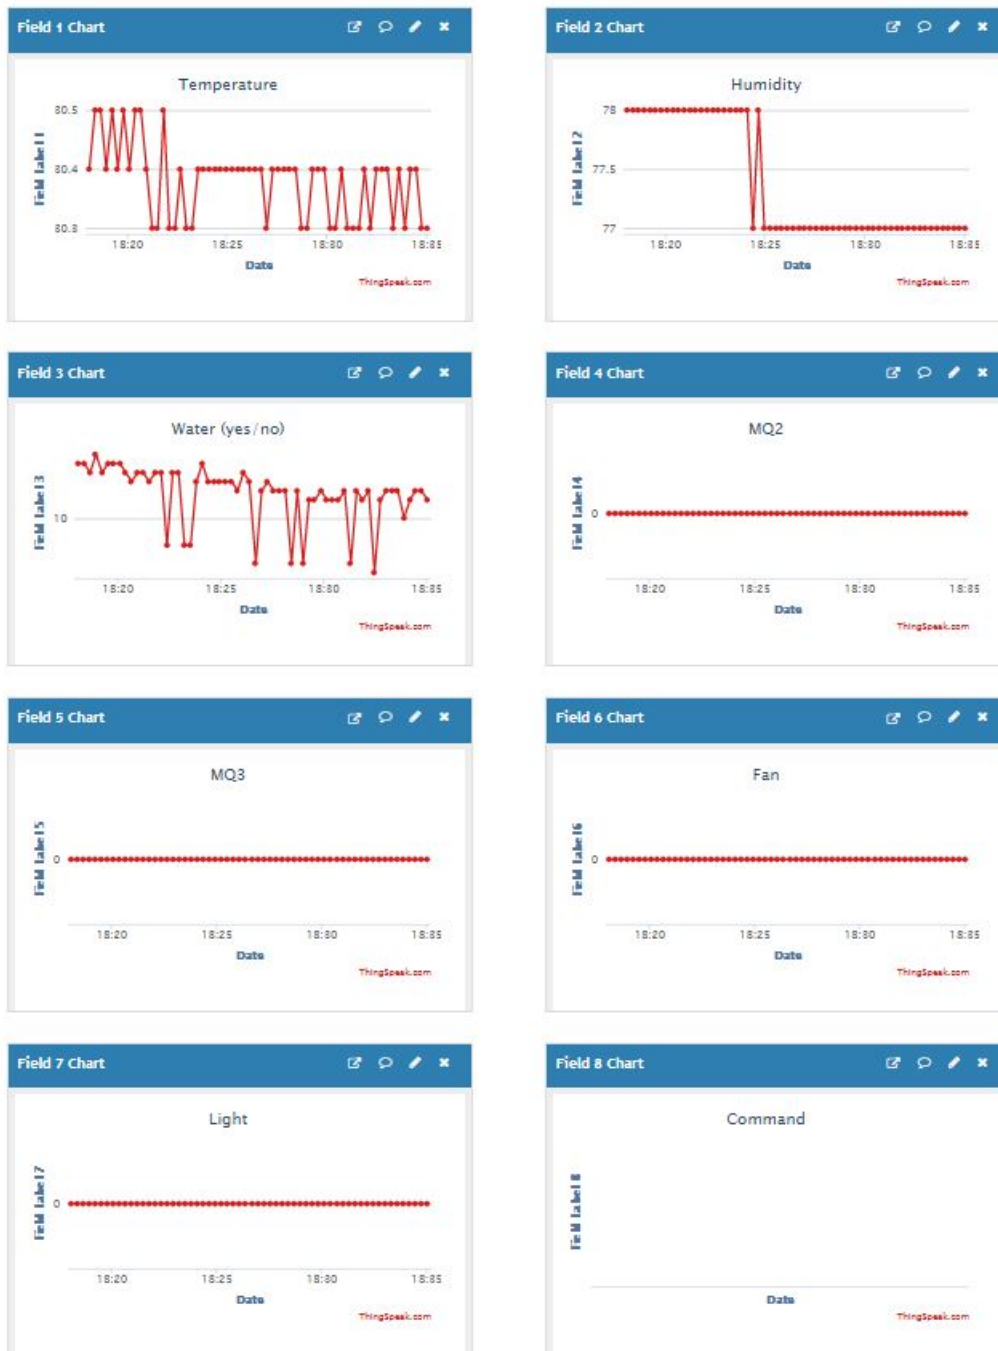 Field 1 Chart
Temperature
80.5
80.4
80.3
Field Label 1
18:20 18:25 18:30 18:35
Date
ThingSpeak.com
Field 2 Chart
Humidity
78
77.5
77
Field Label 2
18:20 18:25 18:30 18:35
Date
ThingSpeak.com
Field 3 Chart
Water (yes/no)
10
Field Label 3
18:20 18:25 18:30 18:35
Date
ThingSpeak.com
Field 4 Chart
MQ2
0
Field Label 4
18:20 18:25 18:30 18:35
Date
ThingSpeak.com
Field 5 Chart
MQ3
0
Field Label 5
18:20 18:25 18:30 18:35
Date
ThingSpeak.com
Field 6 Chart
Fan
0
Field Label 6
18:20 18:25 18:30 18:35
Date
ThingSpeak.com
Field 7 Chart
Light
0
Field Label 7
18:20 18:25 18:30 18:35
Date
ThingSpeak.com
Field 8 Chart
Command
Field Label 8
Date
ThingSpeak.com